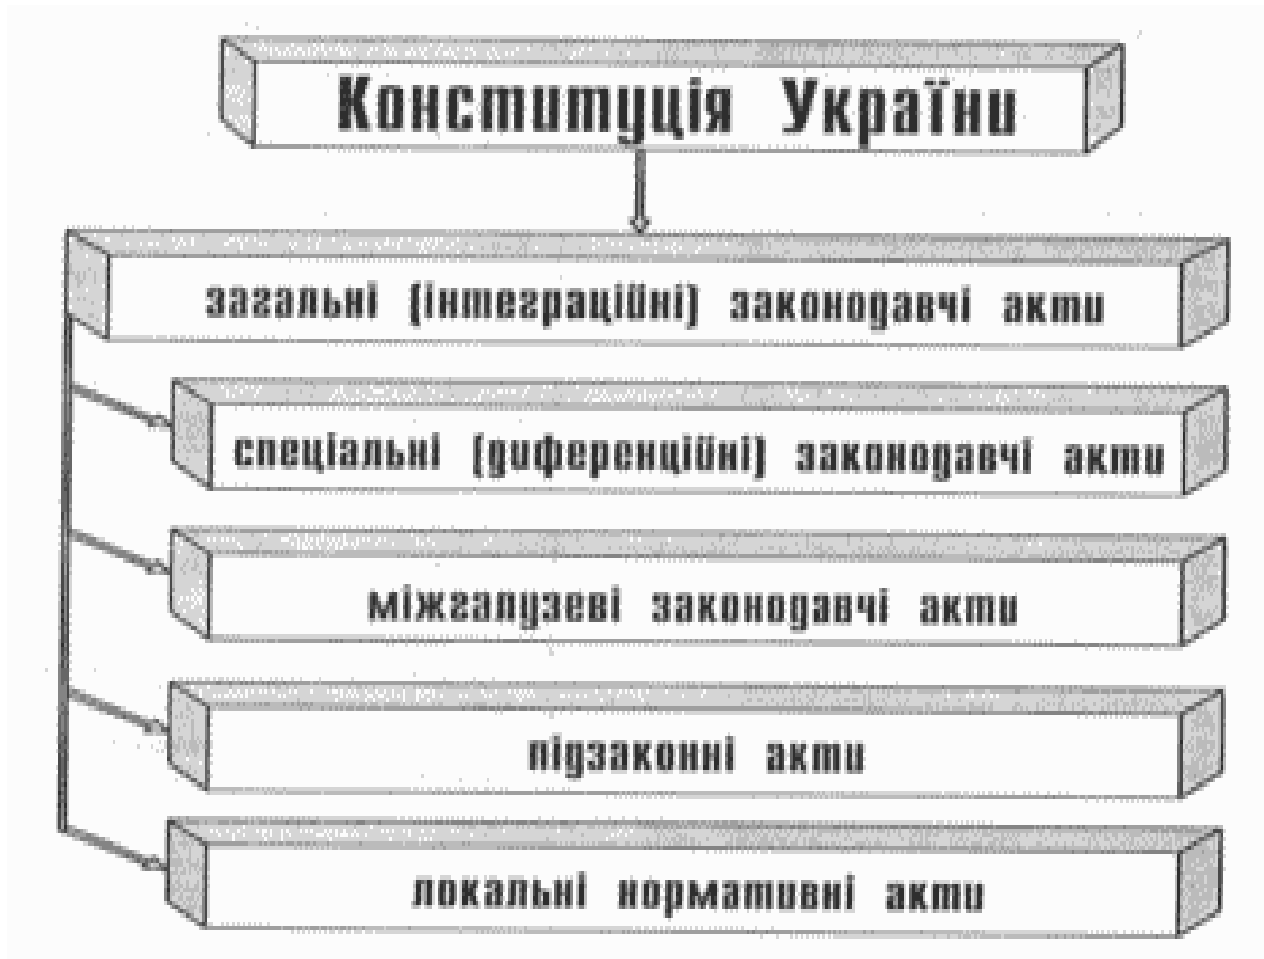 Конституція України
загальні (інтеграційні) законодавчі акти
спеціальні (диференційні) законодавчі акти
міжгалузеві законодавчі акти
підзаконні акти
локальні нормативні акти